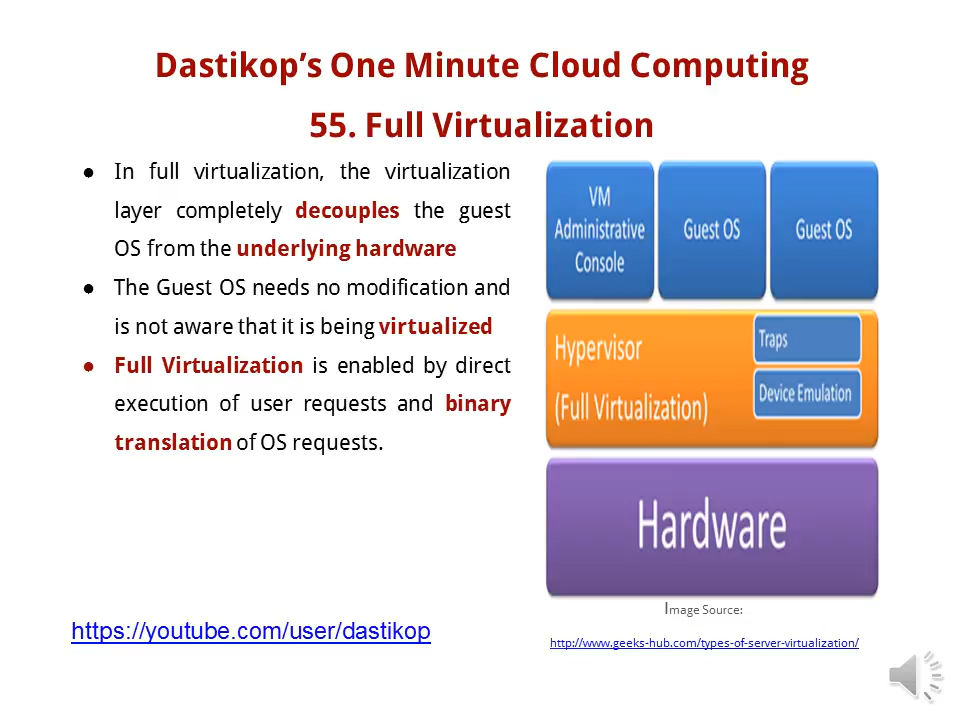 Dastikop’s One Minute Cloud Computing
55. Full Virtualization
● In full virtualization, the virtualization
layer completely decouples the guest
OS from the underlying hardware
● The Guest OS needs no modification and
is not aware that it is being virtualized
● Full Virtualization is enabled by direct
execution of user requests and binary
translation of OS requests.
https://youtube.com/user/dastikop
VM
Administrative
Console
Guest OS
Guest OS
Hypervisor
(Full Virtualization)
Traps
Device Emulation
Hardware
Image Source:
http://www.geeks-hub.com/types-of-server-virtualization/